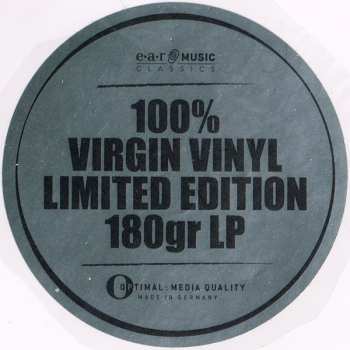 e·a·r MUSIC
CLASSICS
100%
VIRGIN VINYL
LIMITED EDITION
180gr LP
OPTIMAL: MEDIA QUALITY
MADE IN GERMANY